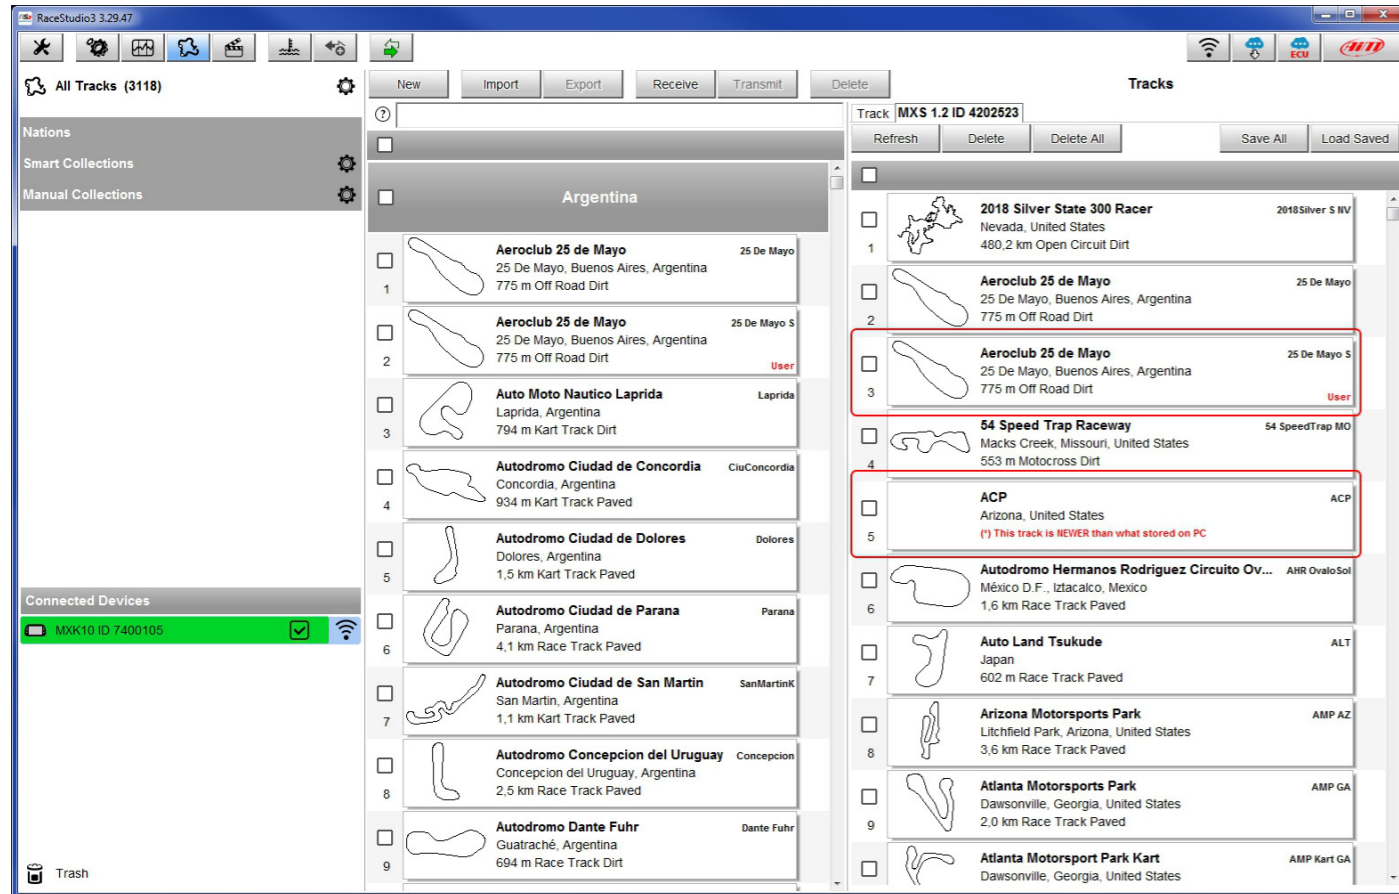 RaceStudio3 3.29.47
ECU
AiM
All Tracks (3118)
Nations
Smart Collections
Manual Collections
Connected Devices
MXK10 ID 7400105
Trash
New
Import
Export
Receive
Transmit
Delete
?
Argentina
1
Aeroclub 25 de Mayo
25 De Mayo
25 De Mayo, Buenos Aires, Argentina
775 m Off Road Dirt
2
Aeroclub 25 de Mayo
25 De Mayo S
25 De Mayo, Buenos Aires, Argentina
775 m Off Road Dirt
User
3
Auto Moto Nautico Laprida
Laprida
Laprida, Argentina
794 m Kart Track Dirt
4
Autodromo Ciudad de Concordia
CiuConcordia
Concordia, Argentina
934 m Kart Track Paved
5
Autodromo Ciudad de Dolores
Dolores
Dolores, Argentina
1,5 km Kart Track Paved
6
Autodromo Ciudad de Parana
Parana
Parana, Argentina
4,1 km Race Track Paved
7
Autodromo Ciudad de San Martin
SanMartinK
San Martin, Argentina
1,1 km Kart Track Paved
8
Autodromo Concepcion del Uruguay
Concepcion
Concepcion del Uruguay, Argentina
2,5 km Race Track Paved
9
Autodromo Dante Fuhr
Dante Fuhr
Guatraché, Argentina
694 m Race Track Dirt
Tracks
Track
MXS 1.2 ID 4202523
Refresh
Delete
Delete All
Save All
Load Saved
1
2018 Silver State 300 Racer
2018Silver S NV
Nevada, United States
480,2 km Open Circuit Dirt
2
Aeroclub 25 de Mayo
25 De Mayo
25 De Mayo, Buenos Aires, Argentina
775 m Off Road Dirt
3
Aeroclub 25 de Mayo
25 De Mayo S
25 De Mayo, Buenos Aires, Argentina
775 m Off Road Dirt
User
4
54 Speed Trap Raceway
54 SpeedTrap MO
Macks Creek, Missouri, United States
553 m Motocross Dirt
5
ACP
ACP
Arizona, United States
(*) This track is NEWER than what stored on PC
6
Autodromo Hermanos Rodriguez Circuito Ov...
AHR OvaloSol
México D.F., Iztacalco, Mexico
1,6 km Race Track Paved
7
Auto Land Tsukude
ALT
Japan
602 m Race Track Paved
8
Arizona Motorsports Park
AMP AZ
Litchfield Park, Arizona, United States
3,6 km Race Track Paved
9
Atlanta Motorsports Park
AMP GA
Dawsonville, Georgia, United States
2,0 km Race Track Paved
Atlanta Motorsport Park Kart
AMP Kart GA
Dawsonville, Georgia, United States